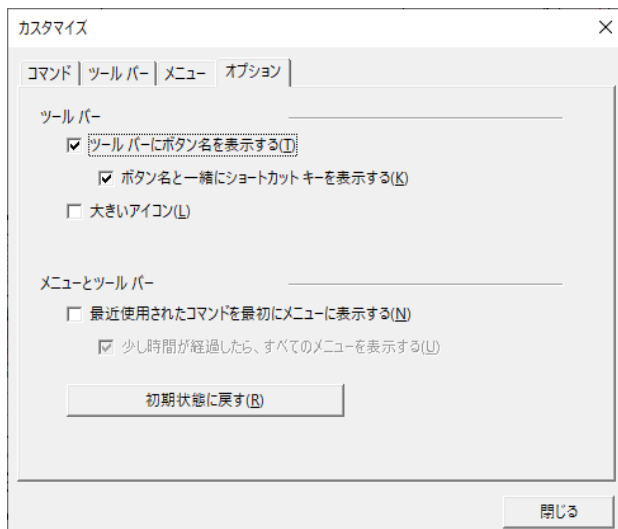 カスタマイズ
コマンド ツール バー メニュー オプション
ツール バー
ツール バーにボタン名を表示する(T)
ボタン名と一緒にショートカット キーを表示する(K)
大きいアイコン(L)
メニューとツール バー
最近使用されたコマンドを最初にメニューに表示する(N)
少し時間が経過したら、すべてのメニューを表示する(U)
初期状態に戻す(R)
閉じる